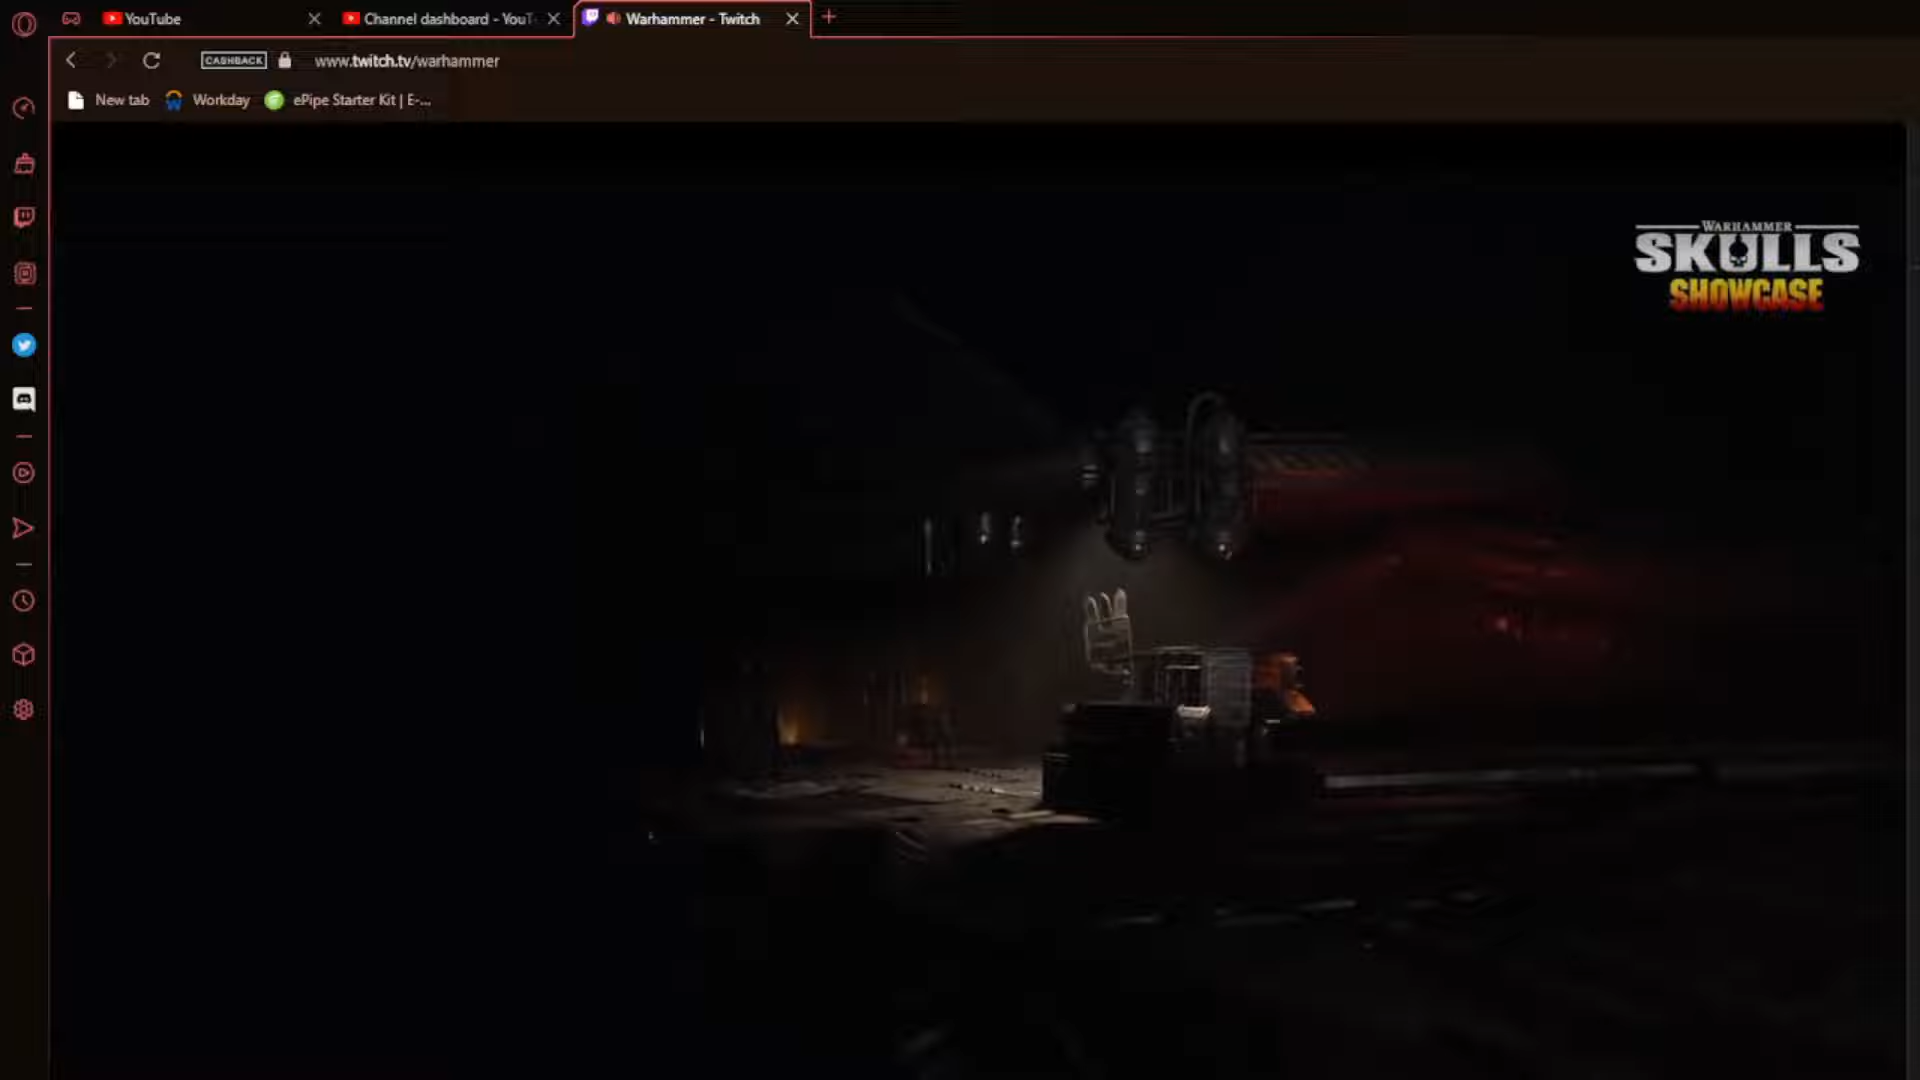 YouTube
Channel dashboard - YouT
Warhammer - Twitch
CASHBACK
www.twitch.tv/warhammer
New tab
Workday
ePipe Starter Kit | E-...
WARHAMMER
SKULLS
SHOWCASE